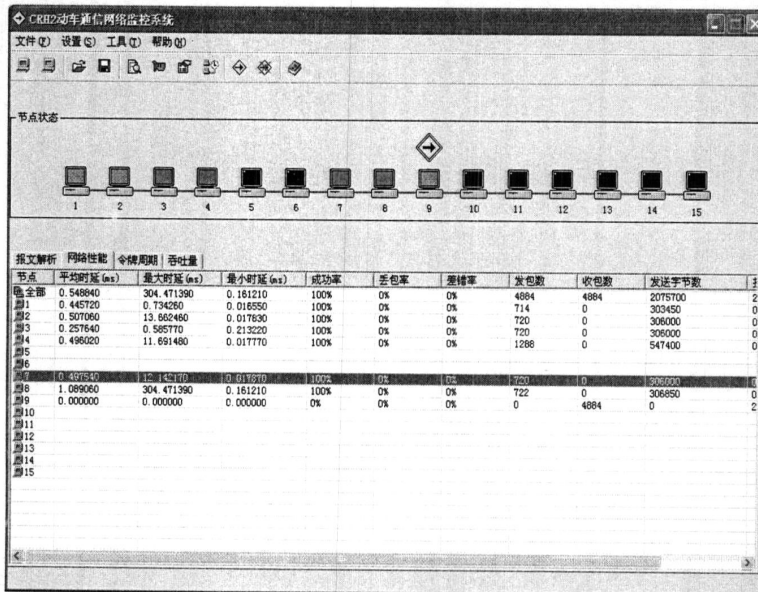 CRH2动车通信网络监控系统
文件(F) 设置(S) 工具(T) 帮助(H)
节点状态
1 2 3 4 5 6 7 8 9 10 11 12 13 14 15
报文解析 网络性能 令牌周期 吞吐量
节点 平均时延(ms) 最大时延(ms) 最小时延(ms) 成功率 丢包率 差错率 发包数 收包数 发送字节数
全部 0.548840 304.471390 0.161210 100% 0% 0% 4884 4884 2075700 2
1 0.445720 0.734260 0.016550 100% 0% 0% 714 0 303450 0
2 0.507060 13.662460 0.017630 100% 0% 0% 720 0 306000 0
3 0.257640 0.585770 0.213220 100% 0% 0% 720 0 306000 0
4 0.496020 11.691480 0.017770 100% 0% 0% 1288 0 547400 0
5
6
7 0.497540 12.142170 0.017870 100% 0% 0% 720 0 306000 0
8 1.089060 304.471390 0.161210 100% 0% 0% 722 0 306850 0
9 0.000000 0.000000 0.000000 0% 0% 0% 0 4884 0 2
10
11
12
13
14
15